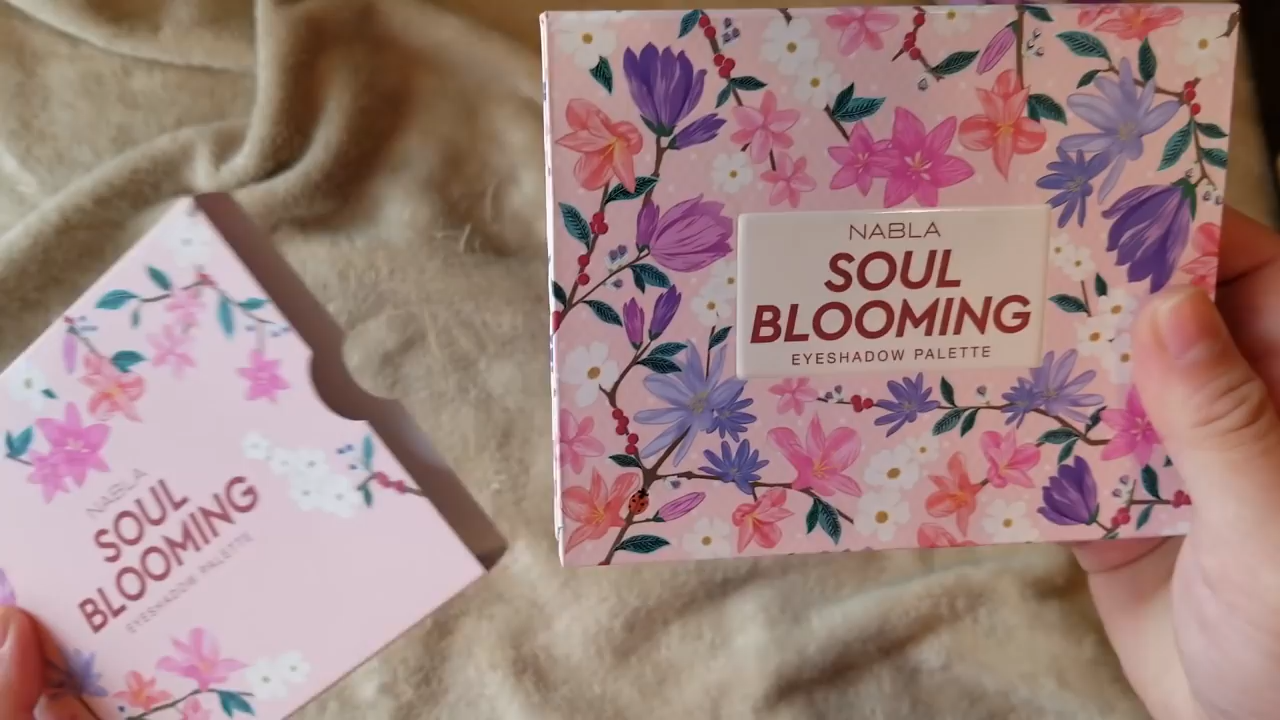 NABLA
SOUL
BLOOMING
EYESHADOW PALETTE
NABLA
SOUL
BLOOMING
EYESHADOW PALETTE